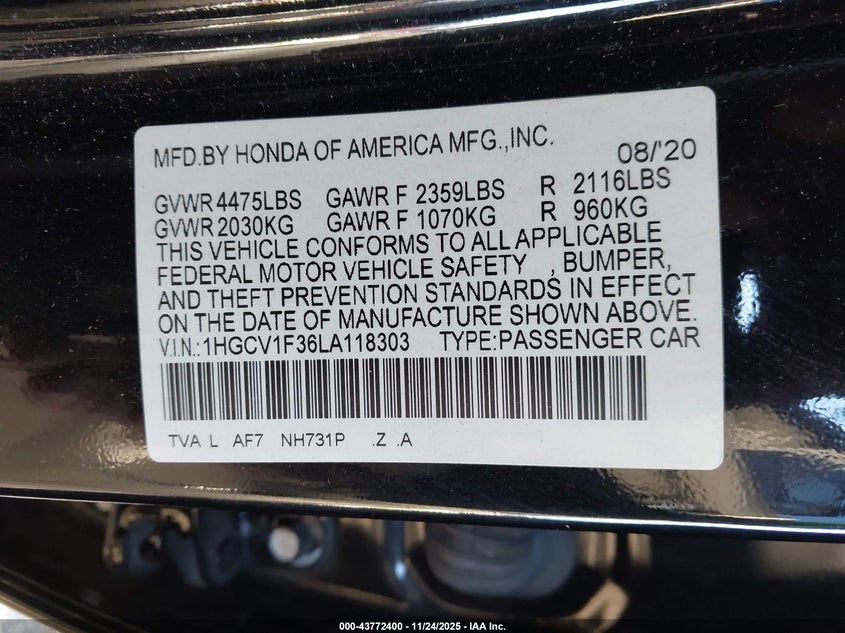 MFD.BY HONDA OF AMERICA MFG.,INC. 08/'20
GVWR 4475LBS GAWR F 2359LBS R 2116LBS
GVWR 2030KG GAWR F 1070KG R 960KG
THIS VEHICLE CONFORMS TO ALL APPLICABLE
FEDERAL MOTOR VEHICLE SAFETY , BUMPER,
AND THEFT PREVENTION STANDARDS IN EFFECT
ON THE DATE OF MANUFACTURE SHOWN ABOVE.
V.I.N.:1HGCV1F36LA118303 TYPE:PASSENGER CAR
TVA L AF7 NH731P .Z .A
000-43772400 - 11/24/2025 - IAA Inc.